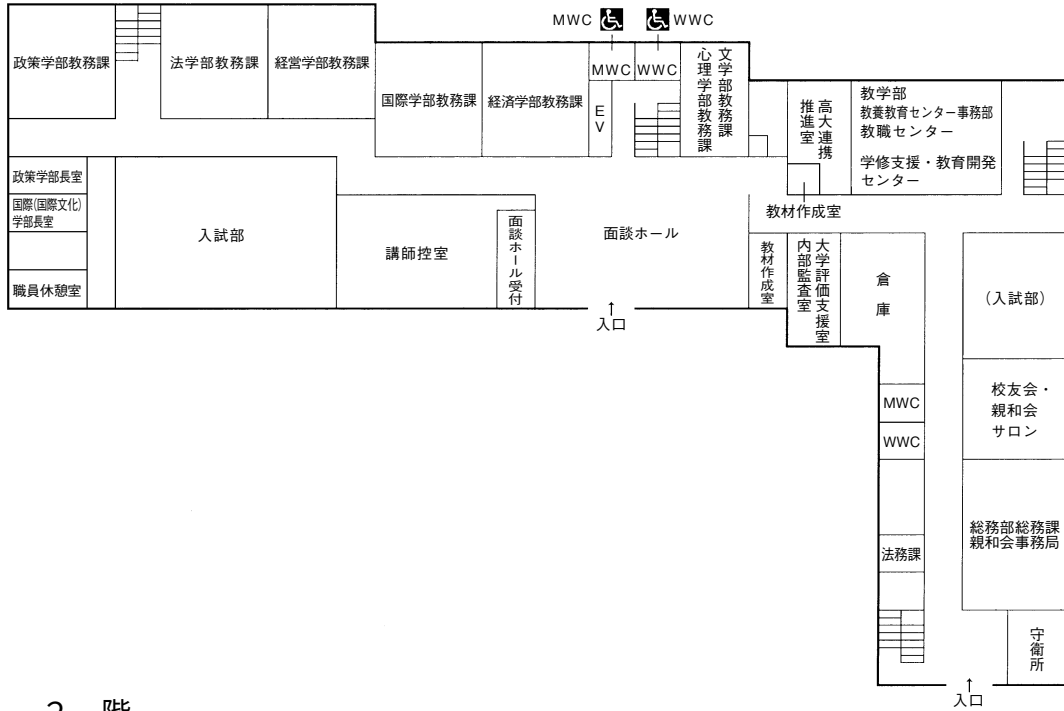 MWC WWC
政策学部教務課
法学部教務課
経営学部教務課
国際学部教務課
経済学部教務課
MWC
WWC
EV
文学部教務課
心理学部教務課
高大連携
推進室
教学部
教養教育センター事務部
教職センター
学修支援・教育開発
センター
教材作成室
政策学部長室
国際(国際文化)
学部長室
職員休憩室
入試部
講師控室
面談ホール受付
面談ホール
↑
入口
教材作成室
大学評価支援室
内部監査室
倉庫
(入試部)
MWC
WWC
校友会・
親和会
サロン
法務課
総務部総務課
親和会事務局
守衛所
↑
入口